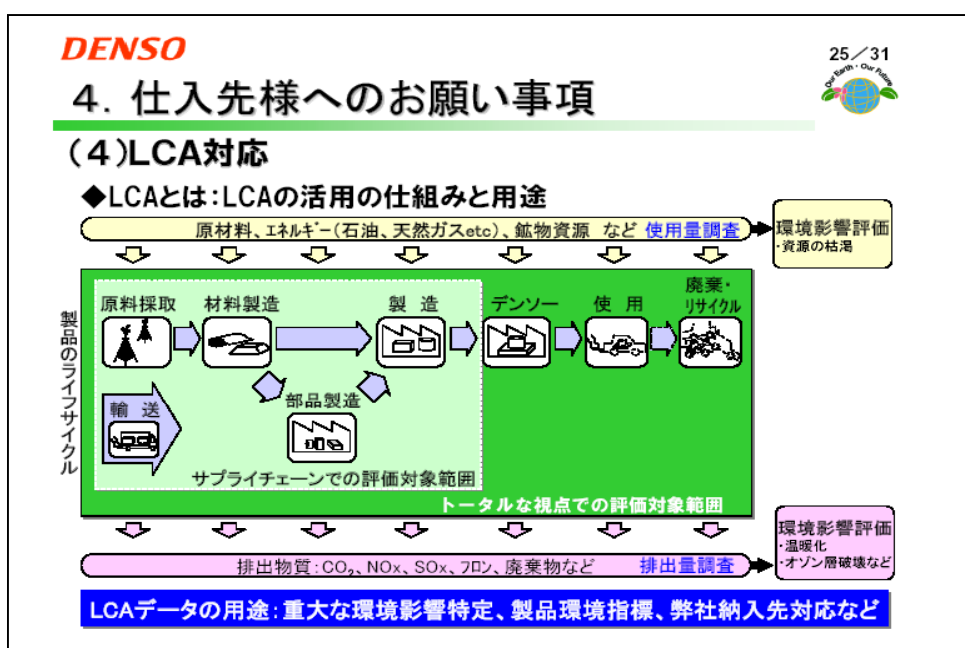 DENSO
25／31
Our Earth・Our Future
４．仕入先様へのお願い事項
（４）LCA対応
◆LCAとは：LCAの活用の仕組みと用途
原材料、ｴﾈﾙｷﾞｰ（石油、天然ガスetc）、鉱物資源 など 使用量調査
環境影響評価
・資源の枯渇
製品のライフサイクル
原料採取
材料製造
製 造
デンソー
使 用
廃棄・
リサイクル
輸 送
部品製造
サプライチェーンでの評価対象範囲
トータルな視点での評価対象範囲
排出物質：CO₂、NOx、SOx、ﾌﾛﾝ、廃棄物など 排出量調査
環境影響評価
・温暖化
・オゾン層破壊など
LCAデータの用途：重大な環境影響特定、製品環境指標、弊社納入先対応など